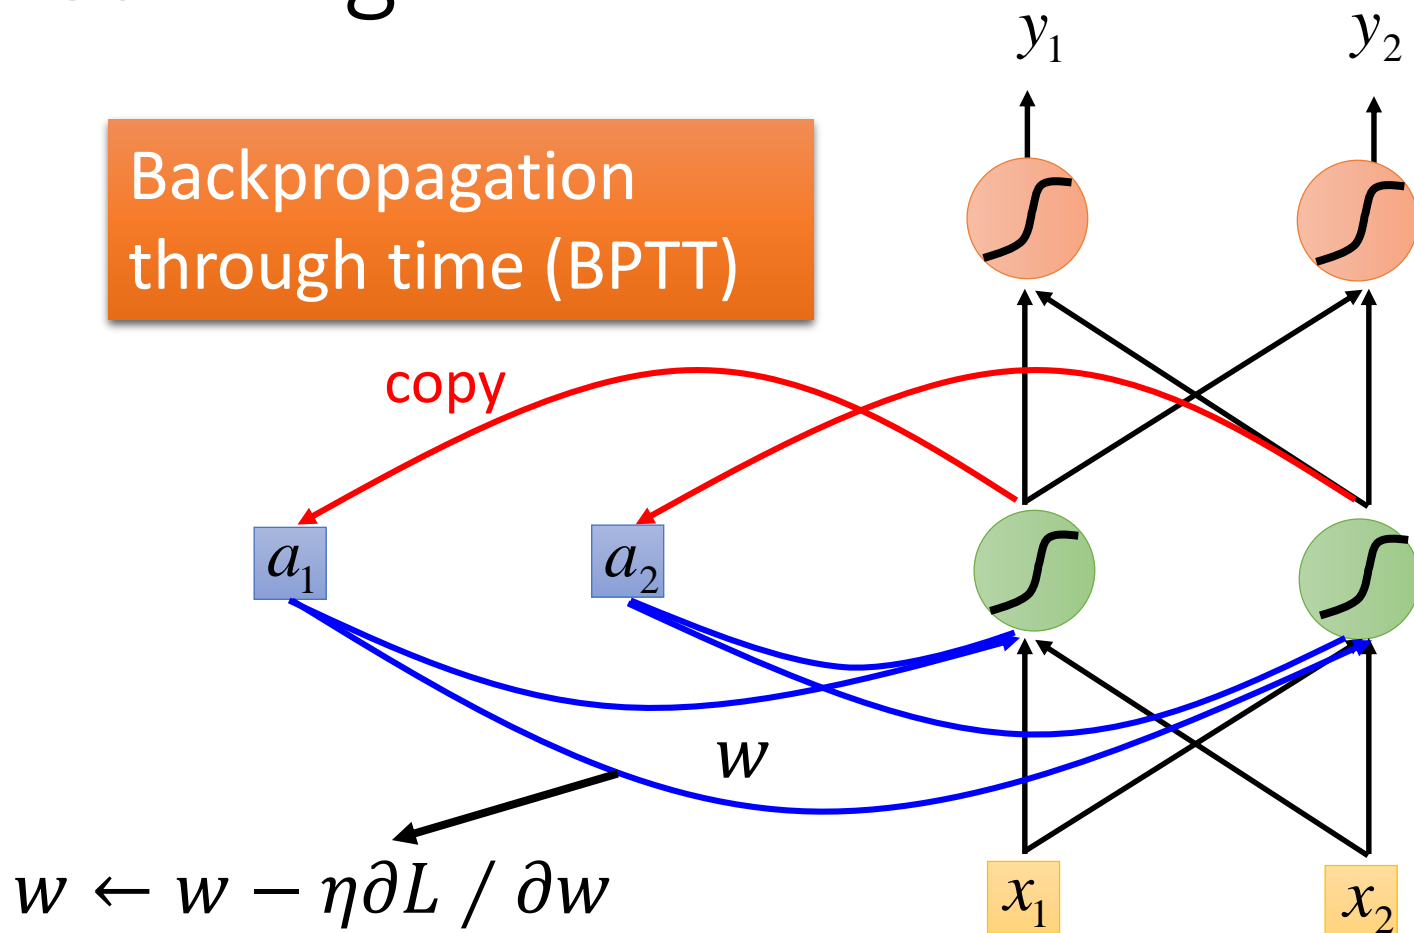 y₁
y₂
Backpropagation
through time (BPTT)
copy
a₁
a₂
w
w ← w − η∂L / ∂w
x₁
x₂